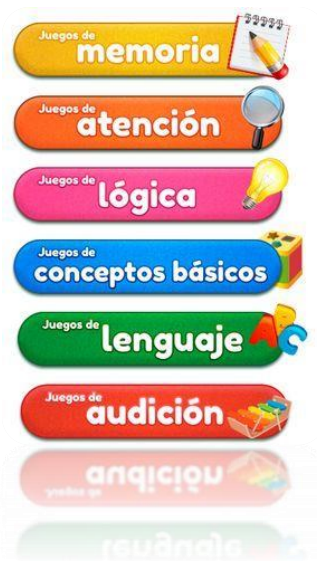 Juegos de
memoria
Juegos de
atención
Juegos de
lógica
Juegos de
conceptos básicos
Juegos de
lenguaje
Juegos de
audición